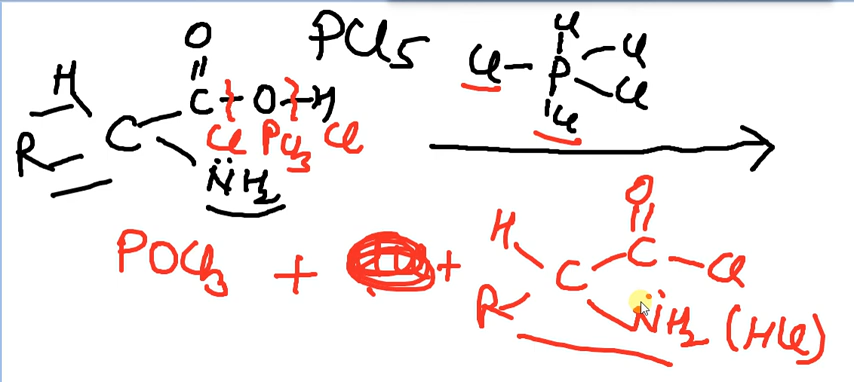 O PCl5 Cl
H C O H Cl P Cl Cl
R C Cl PCl3 Cl Cl
NH2
O
POCl3 + + H C C Cl
R NH2 (HCl)